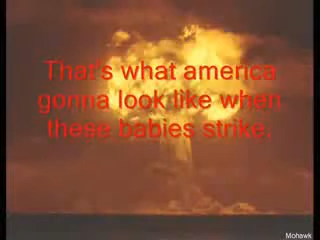 That's what america
gonna look like when
these babies strike.
Mohawk